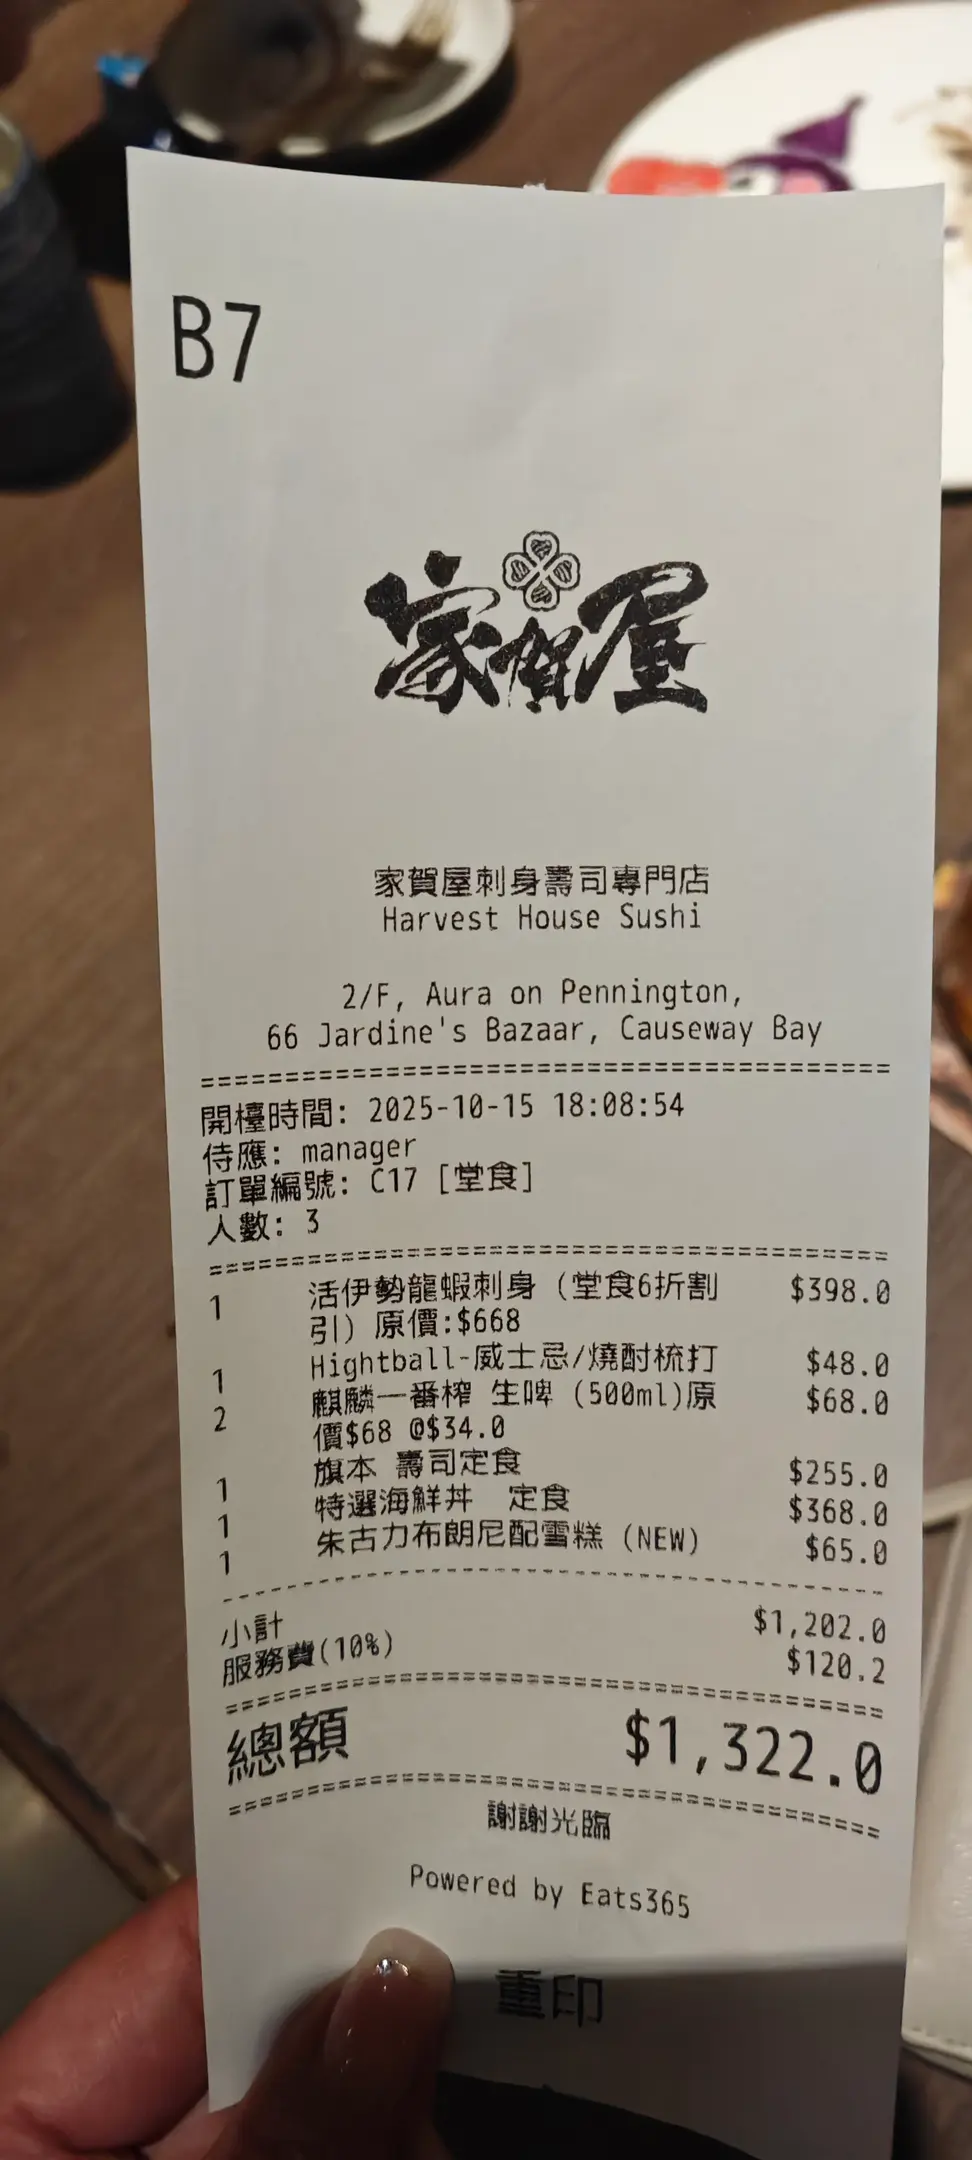 B7
家賀屋
家賀屋刺身壽司專門店
Harvest House Sushi
2/F, Aura on Pennington,
66 Jardine's Bazaar, Causeway Bay
======================================
開檯時間: 2025-10-15 18:08:54
侍應: manager
訂單編號: C17 [堂食]
人數: 3
======================================
1 活伊勢龍蝦刺身 (堂食6折割 $398.0
引) 原價:$668
1 Hightball-威士忌/燒酎梳打 $48.0
2 麒麟一番榨 生啤 (500ml)原 $68.0
價$68 @$34.0
1 旗本 壽司定食 $255.0
1 特選海鮮丼 定食 $368.0
1 朱古力布朗尼配雪糕 (NEW) $65.0
--------------------------------------
小計 $1,202.0
服務費(10%) $120.2
======================================
總額 $1,322.0
======================================
謝謝光臨
Powered by Eats365
重印